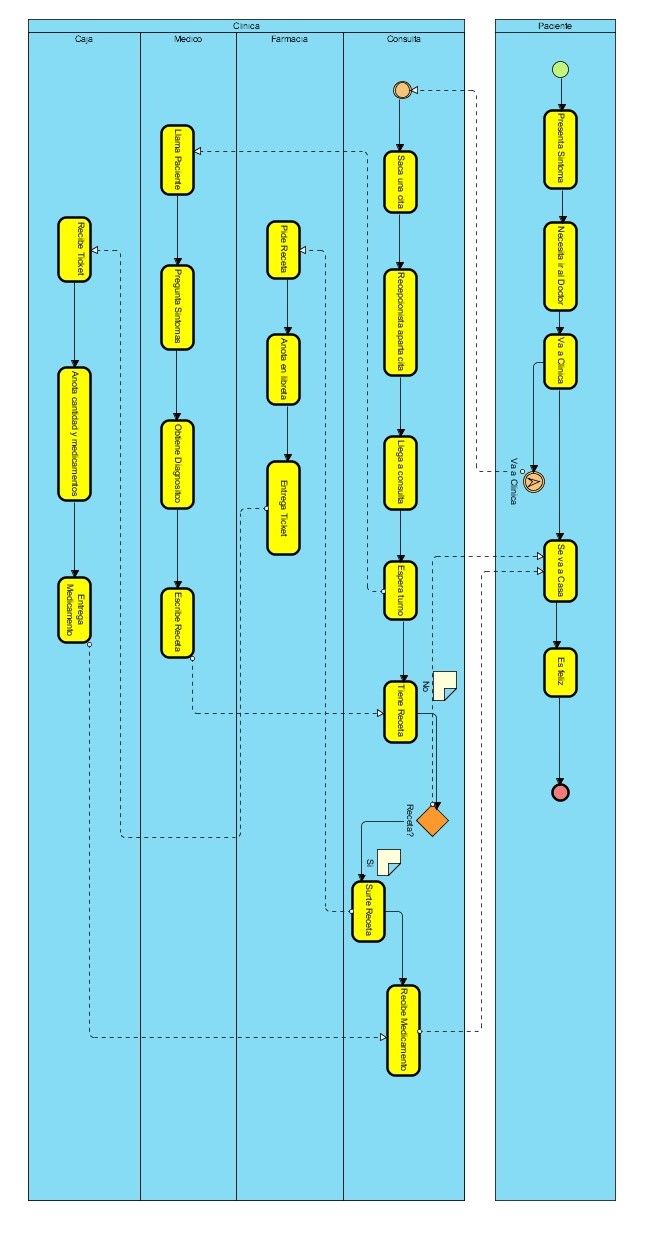 Clinica
Paciente
Caja
Medico
Farmacia
Consulta
Presenta Sintoma
Necesita ir al Doctor
Va a Clinica
Va a Clinica
Se va a Casa
Es feliz
Saca una cita
Recepcionista aparta cita
Llega a consulta
Espera turno
Tiene Receta
No
Receta?
Si
Surte Receta
Recibe Medicamento
Pide Receta
Anota en libreta
Entrega Ticket
Llama Paciente
Pregunta Sintomas
Obtiene Diagnositco
Escribe Receta
Recibe Ticket
Anota cantidad y medicamentos
Entrega
Medicamento